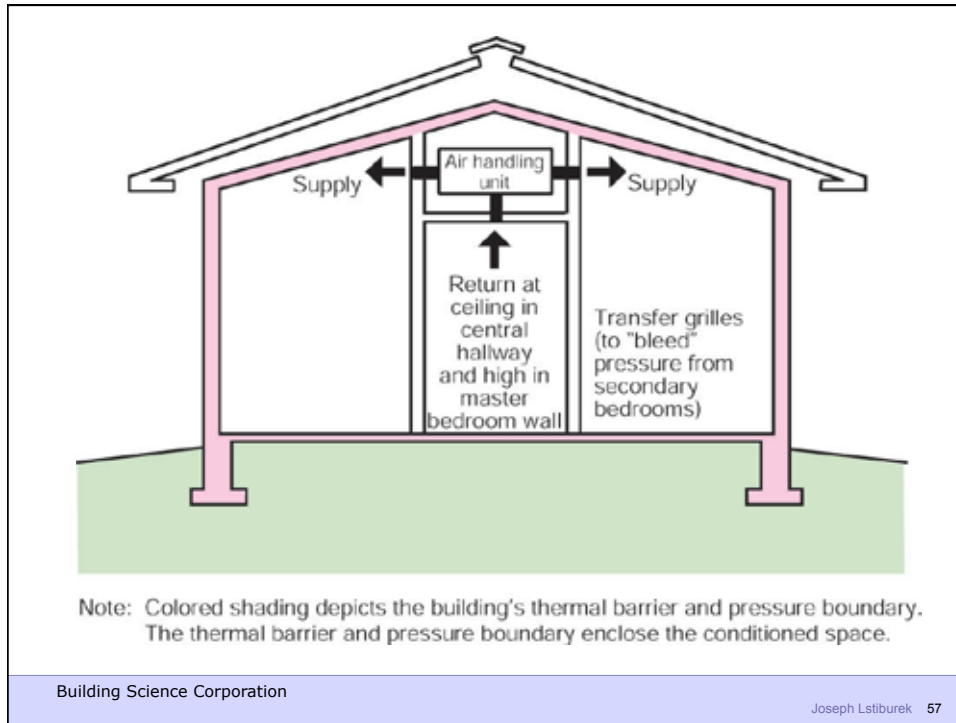 Air handling
unit
Supply
Supply
Return at
ceiling in
central
hallway
and high in
master
bedroom wall
Transfer grilles
(to "bleed"
pressure from
secondary
bedrooms)
Note: Colored shading depicts the building's thermal barrier and pressure boundary.
The thermal barrier and pressure boundary enclose the conditioned space.
Building Science Corporation
Joseph Lstiburek 57